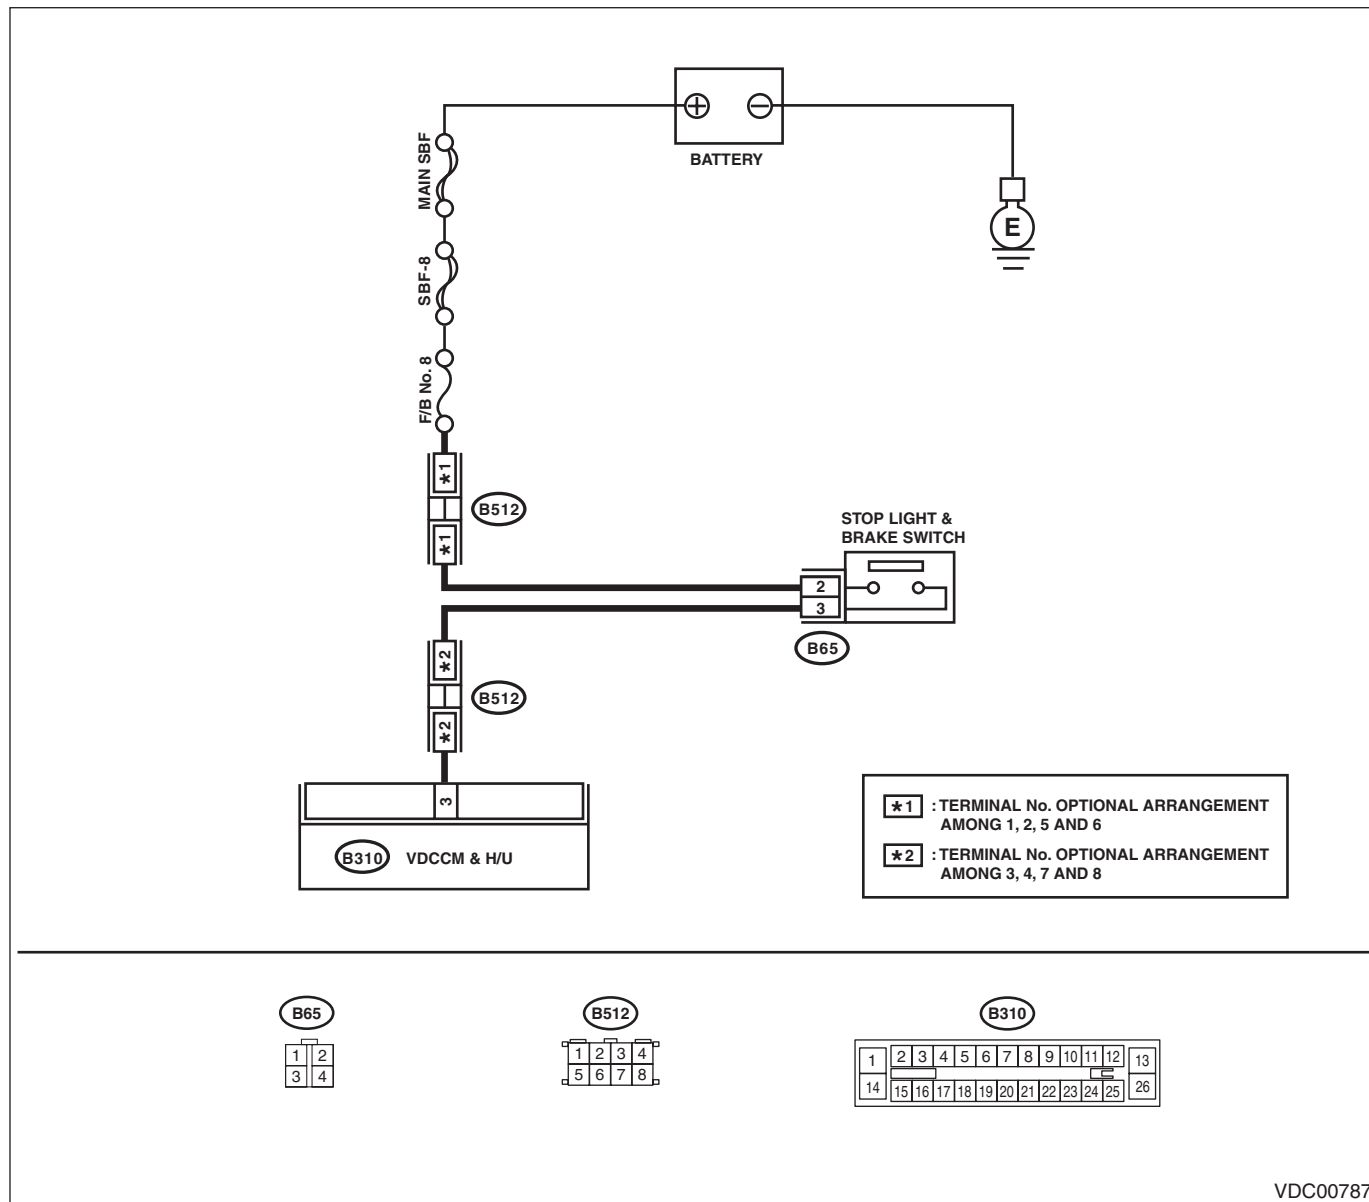 BATTERY
MAIN SBF
E
SBF-8
F/B No. 8
*1
B512
*1
STOP LIGHT &
BRAKE SWITCH
2
3
B65
*2
B512
*2
3
B310 VDCCM & H/U
*1 : TERMINAL No. OPTIONAL ARRANGEMENT
AMONG 1, 2, 5 AND 6
*2 : TERMINAL No. OPTIONAL ARRANGEMENT
AMONG 3, 4, 7 AND 8
B65
1 2
3 4
B512
1 2 3 4
5 6 7 8
B310
1 2 3 4 5 6 7 8 9 10 11 12 13
14 15 16 17 18 19 20 21 22 23 24 25 26
VDC00787